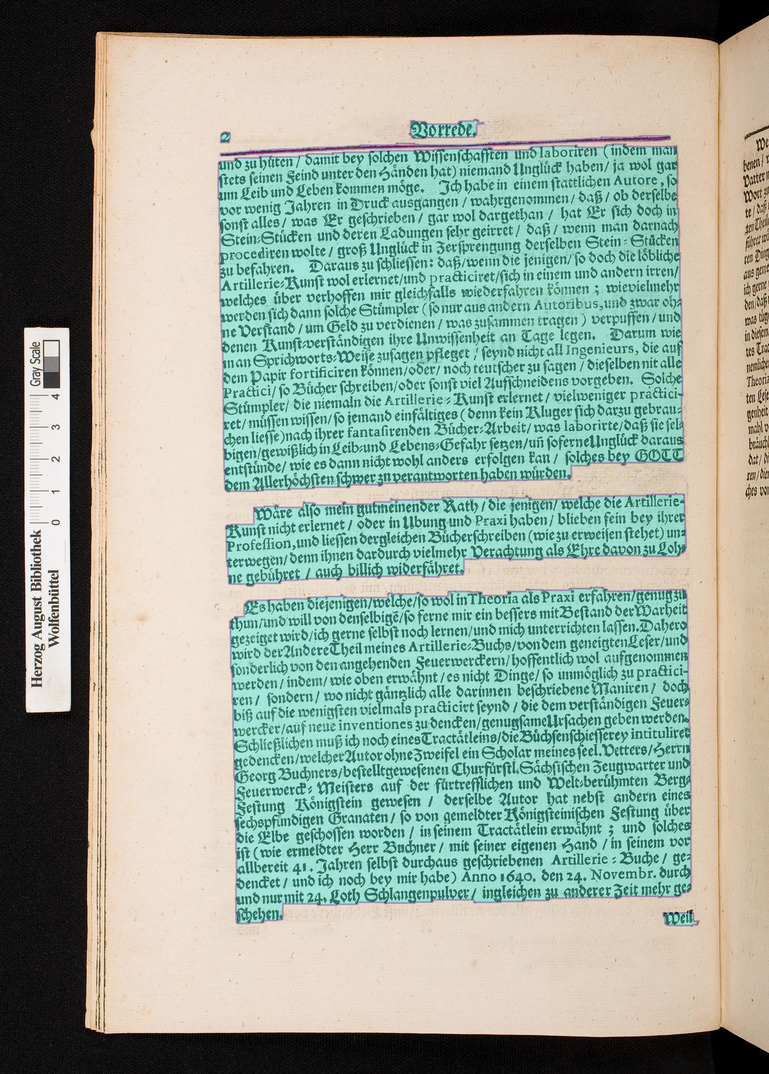 2
Vorrede.
und zu hüten / damit bey solchen Wissenschafften und laboriren (indem man
stets seinen Feind unter den Händen hat) niemand Unglück haben / ja wol gar
um Leib und Leben kommen möge. Ich habe in einem stattlichen Autore, so
vor wenig Jahren in Druck ausgangen / wahrgenommen / daß / ob derselbe
sonst alles / was Er geschrieben / gar wol dargethan / hat Er sich doch in
Stein-Stücken und deren Ladungen sehr geirret / daß / wenn man darnach
procediren wolte / groß Unglück in Zersprengung derselben Stein-Stücken
zu befahren. Daraus zu schliessen: daß / wenn die jenigen / so doch die löbliche
Artillerie-Kunst wol erlernet / und practiciret / sich in einem und andern irren /
welches über verhoffen mir gleichfalls wiederfahren können ; wievielmehr
werden sich dann solche Stümpler (so nur aus andern Autoribus, und zwar oh-
ne Verstand / um Geld zu verdienen / was zusammen tragen) verpuffen / und
denen Kunstverständigen ihre Unwissenheit an Tage legen. Darum wie
man Sprichworts-Weise zusagen pfleget / seynd nicht all Ingenieurs, die auf
dem Papir fortificiren können / oder / noch teutscher zu sagen / dieselben nit alle
Practici / so Bücher schreiben / oder sonst viel Aufschneidens vorgeben. Solche
Stümpler / die niemaln die Artillerie-Kunst erlernet / vielweniger practici-
ret / müssen wissen / so jemand einfältiges (denn kein Kluger sich darzu gebrau-
chen liesse) nach ihrer fantasirenden Bücher-Arbeit / was laborirte / daß sie sel-
bigen / gewißlich in Leib- und Lebens-Gefahr setzen / uñ soferne Unglück daraus
entstünde / wie es dann nicht wohl anders erfolgen kan / solches bey GOTT
dem Allerhöchsten schwer zu verantworten haben würden.
Wäre also mein gutmeinender Rath / die jenigen / welche die Artillerie-
Kunst nicht erlernet / oder in Ubung und Praxi haben / blieben fein bey ihrer
Profession, und liessen dergleichen Bücherschreiben (wie zu erweisen stehet) un-
terwegen / denn ihnen dardurch vielmehr Verachtung als Ehre davon zu Loh-
ne gebühret / auch billich widerfähret.
Es haben diejenigen / welche / so wol in Theoria als Praxi erfahren / genug zu
thun / und will von denselbigẽ / so ferne mir ein bessers mit Bestand der Warheit
gezeiget wird / ich gerne selbst noch lernen / und mich unterrichten lassen. Dahero
wird der Andere Theil meines Artillerie-Buchs / von dem geneigten Leser / und
sonderlich von den angehenden Feuerwerckern / hoffentlich wol aufgenommen
werden / indem / wie oben erwähnt / es nicht Dinge / so unmöglich zu practici-
ren / sondern / wo nicht gäntzlich alle darinnen beschriebene Maniren / doch
biß auf die wenigsten vielmals practicirt seynd / die dem verständigen Feuer-
wercker / auf neue inventiones zu dencken / genugsame Ursachen geben werden.
Schließlichen muß ich noch eines Tractätleins / die Büchsenschiesserey intituliret
gedencken / welcher Autor ohne Zweifel ein Scholar meines seel. Vetters / Herrn
Georg Buchners / bestelltgewesenen Churfürstl. Sächsischen Zeugwarter und
Feuerwerck-Meisters auf der fürtrefflichen und Welt-berühmten Berg-
Festung Königstein gewesen / derselbe Autor hat nebst andern eines
sechspfündigen Granaten / so von gemeldter Königsteinischen Festung über
die Elbe geschossen worden / in seinem Tractätlein erwähnt ; und solches
ist (wie ermeldter Herr Buchner / mit seiner eigenen Hand / in seinem vor
allbereit 41. Jahren selbst durchaus geschriebenen Artillerie-Buche / ge-
dencket / und ich noch bey mir habe) Anno 1640. den 24. Novembr. durch
und nur mit 24. Loth Schlangenpulver / ingleichen zu anderer Zeit mehr ge-
schehen.
Weil
Herzog August Bibliothek
Wolfenbüttel
0 1 2 3 4
Gray Scale